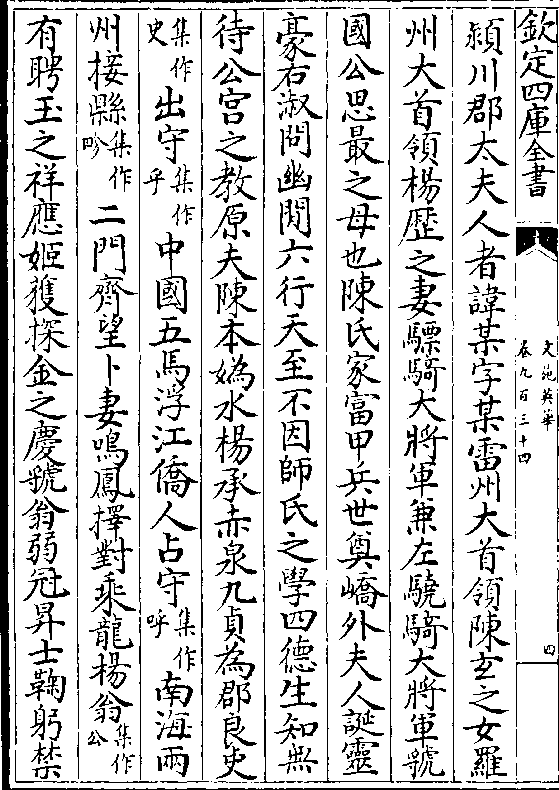 欽定四庫全書
文苑英華
卷九百三十四
四
潁川郡太夫人者諱某字某雷州大首領陳玄之女羅
州大首領楊歷之妻驃騎大將軍兼左驍騎大將軍虢
國公思最之母也陳氏家富甲兵世奠嶠外夫人誕靈
豪右淑問幽閒六行天至不因師氏之學四德生知無
待公宮之教原夫陳本媯水楊承赤泉九貞為郡良史
集作史出守集作乎中國五馬浮江僑人占守集作呼南海兩
州接縣集作畛二門齊望卜妻鳴鳳擇對乘龍楊翁集作公
有聘玉之祥應姬獲探金之慶虢翁弱冠昇士鞠躬禁